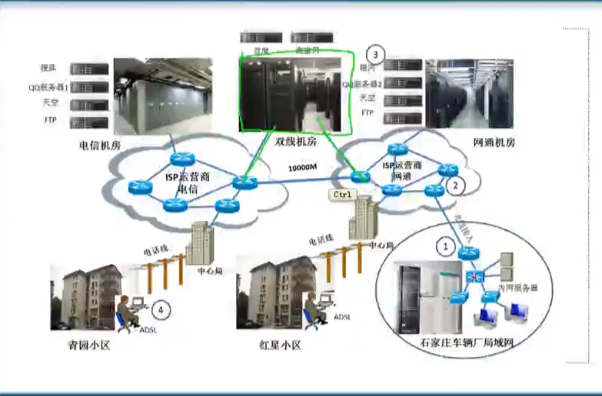 百度
③
搜狐
QQ服务器1
天空
FTP
QQ服务器2
天空
FTP
电信机房
双线机房
网通机房
ISP运营商
电信
10000M
ISP运营商
网通
②
Ctrl
光纤接入
①
电话线
中心局
电话线
中心局
内网服务器
④
ADSL
ADSL
青园小区
红星小区
石家庄车辆厂局域网